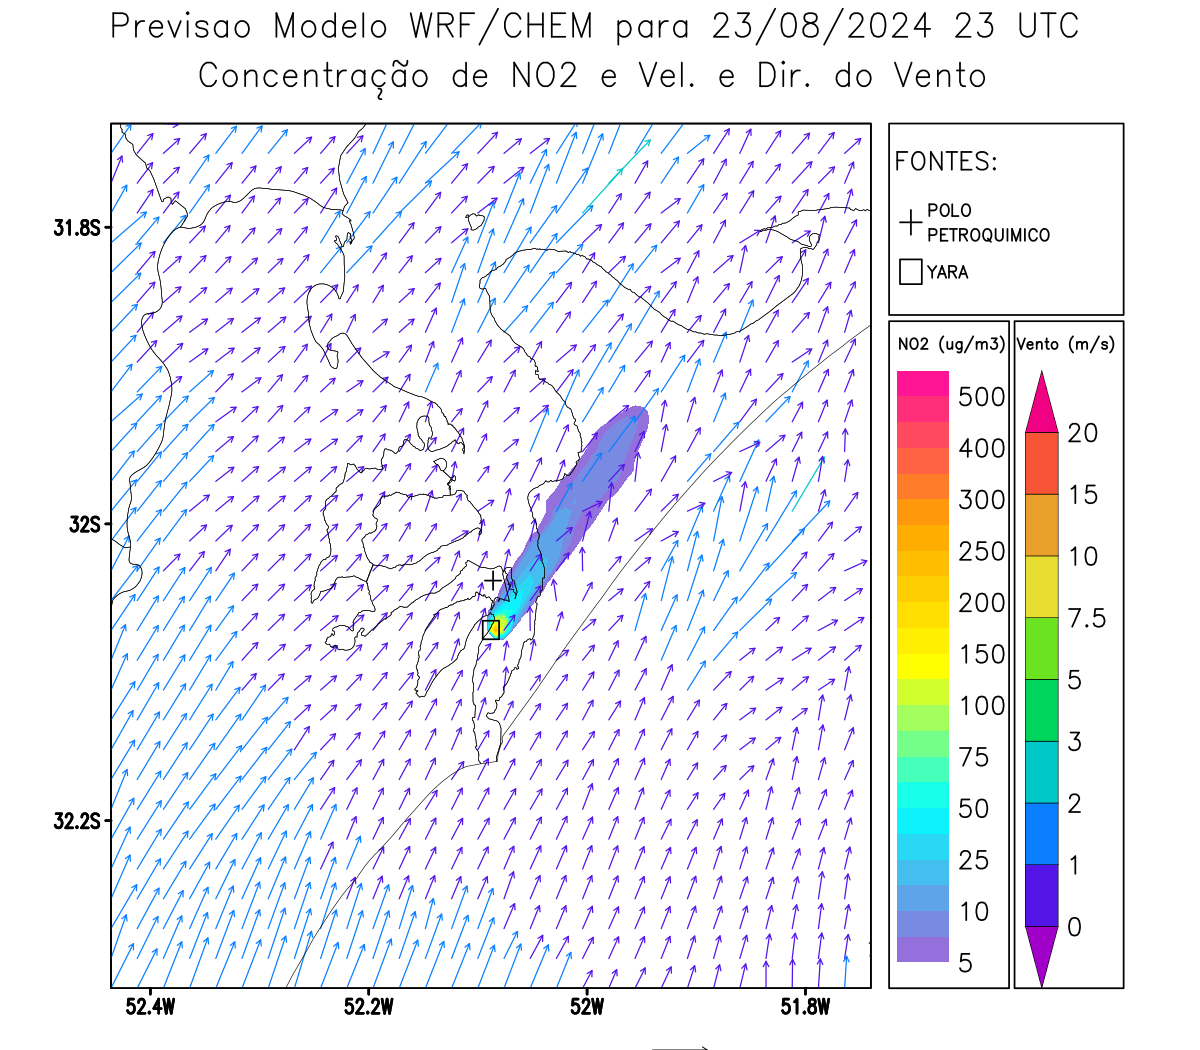 Previsao Modelo WRF/CHEM para 23/08/2024 23 UTC
Concentração de NO2 e Vel. e Dir. do Vento
FONTES:
POLO
PETROQUIMICO
YARA
31.8S
32S
32.2S
52.4W
52.2W
52W
51.8W
NO2 (ug/m3)
500
400
300
250
200
150
100
75
50
25
10
5
Vento (m/s)
20
15
10
7.5
5
3
2
1
0